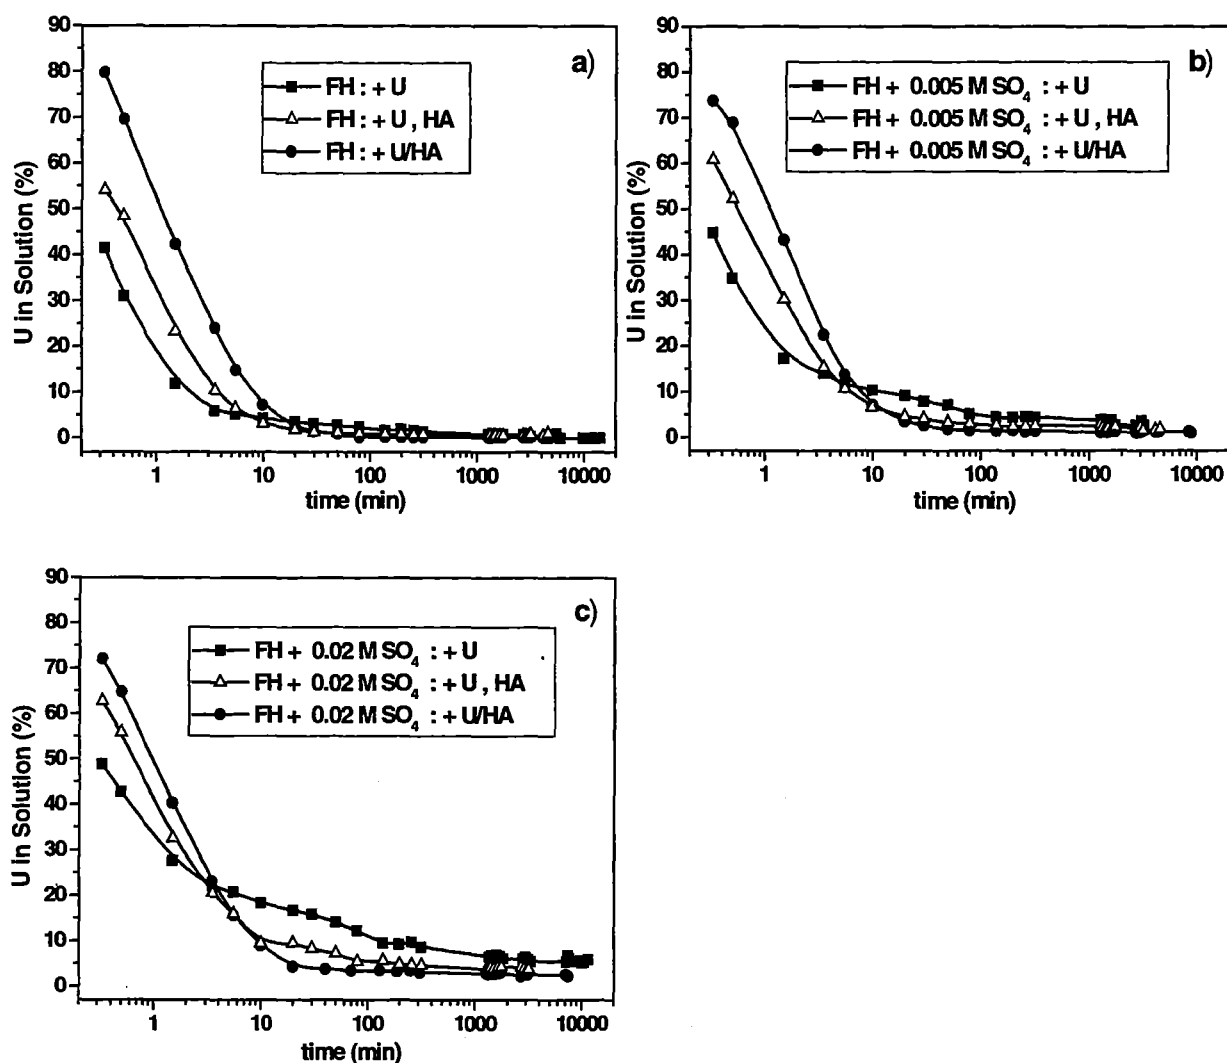 a)
FH : + U
FH : + U , HA
FH : + U/HA
U in Solution (%)
90
80
70
60
50
40
30
20
10
0
1 10 100 1000 10000
time (min)
b)
FH + 0.005 M SO₄ : + U
FH + 0.005 M SO₄ : + U , HA
FH + 0.005 M SO₄ : + U/HA
U in Solution (%)
90
80
70
60
50
40
30
20
10
0
1 10 100 1000 10000
time (min)
c)
FH + 0.02 M SO₄ : + U
FH + 0.02 M SO₄ : + U , HA
FH + 0.02 M SO₄ : + U/HA
U in Solution (%)
90
80
70
60
50
40
30
20
10
0
1 10 100 1000 10000
time (min)